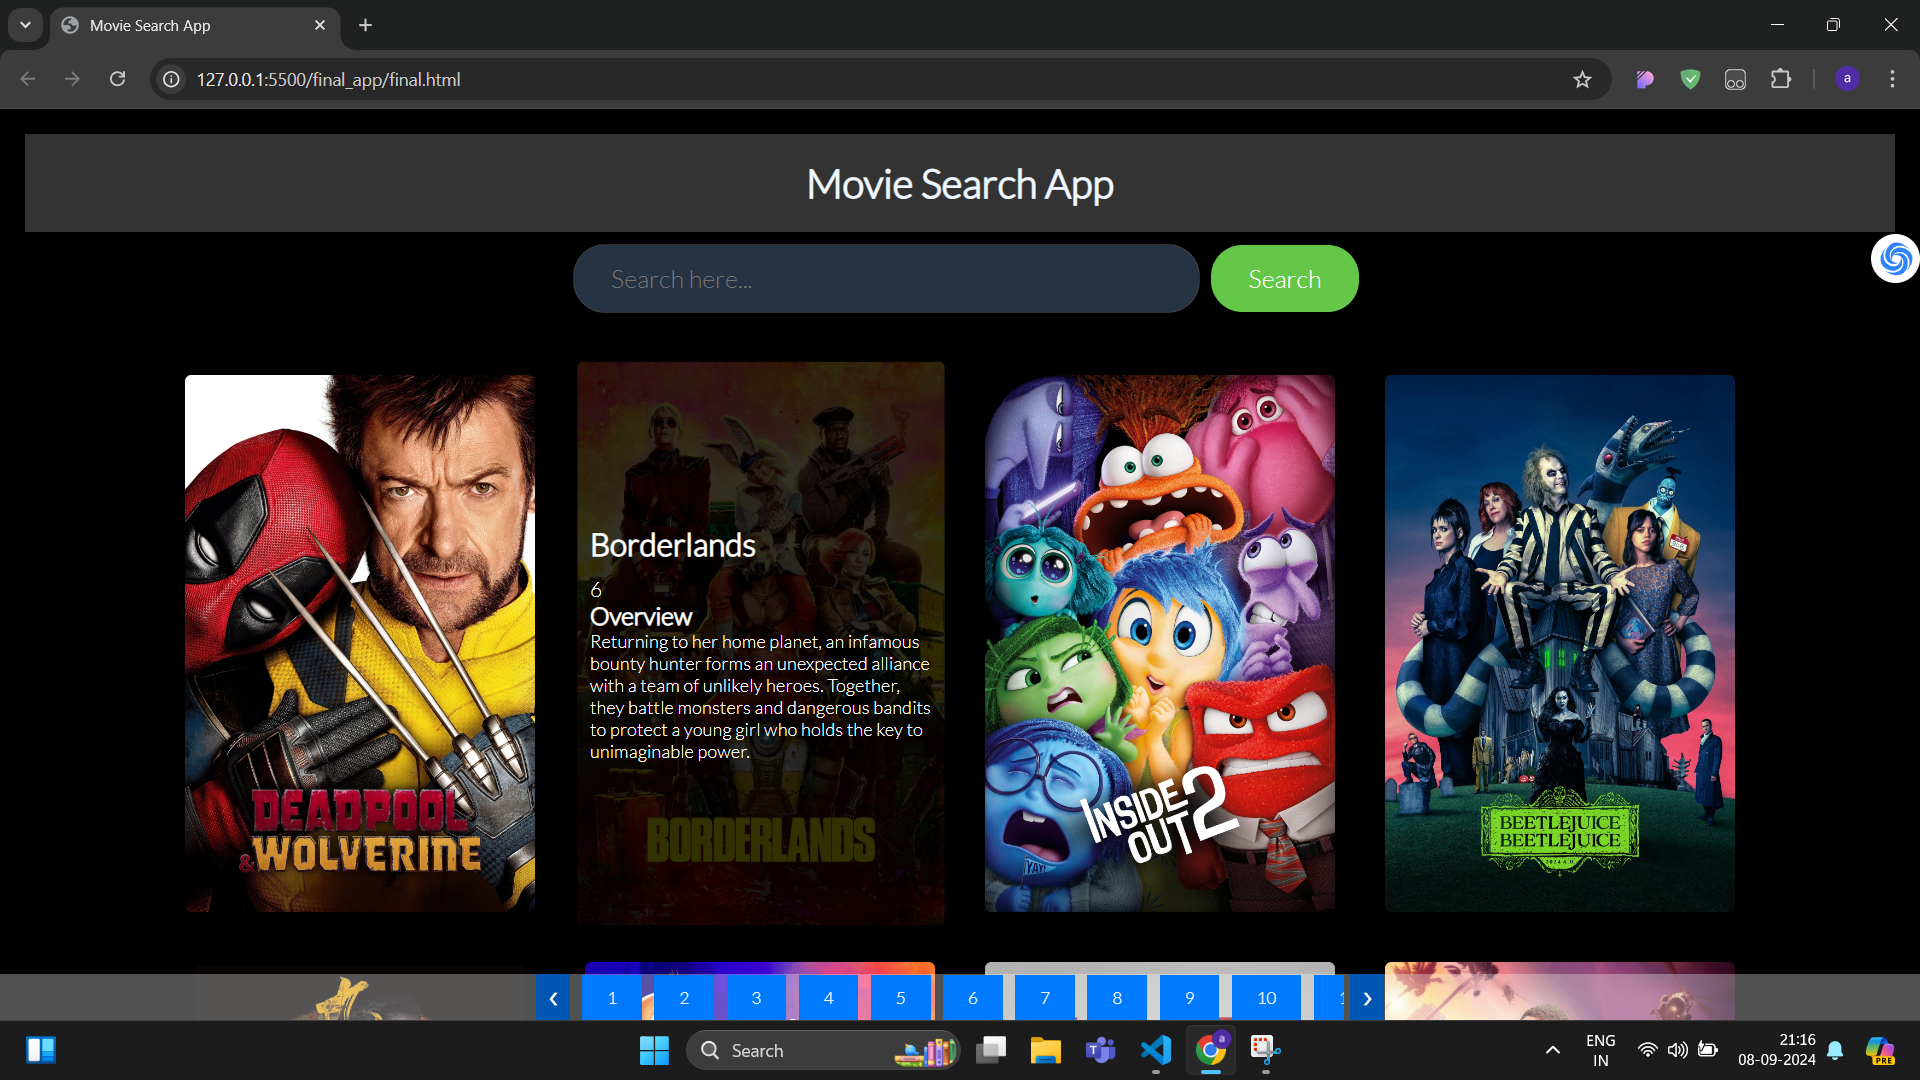 Movie Search App
127.0.0.1:5500/final_app/final.html
a
Movie Search App
Search here...
Search
Borderlands
6
Overview
Returning to her home planet, an infamous
bounty hunter forms an unexpected alliance
with a team of unlikely heroes. Together,
they battle monsters and dangerous bandits
to protect a young girl who holds the key to
unimaginable power.
DEADPOOL
& WOLVERINE
BORDERLANDS
YAY!
INSIDE
OUT 2
BEETLEJUICE
BEETLEJUICE
‹ 1 2 3 4 5 6 7 8 9 10 ›
Search
T
a
ENG
IN
21:16
08-09-2024
PRE